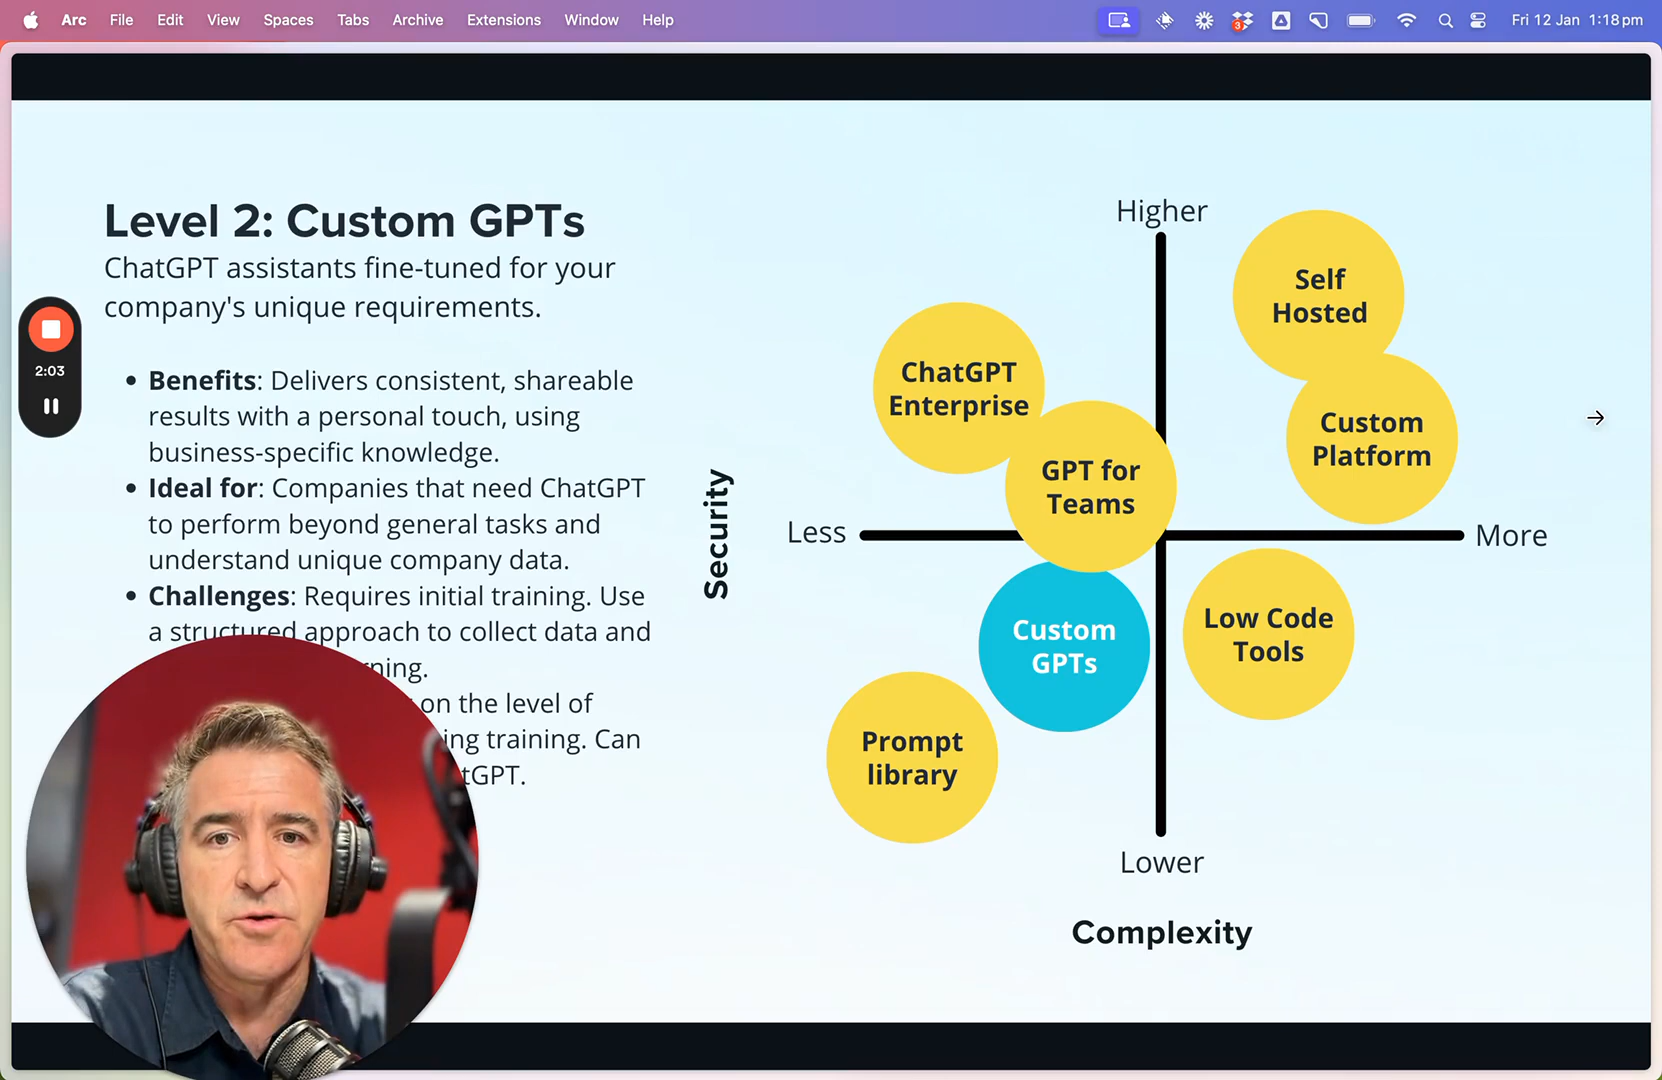 Arc File Edit View Spaces Tabs Archive Extensions Window Help 3 Fri 12 Jan 1:18 pm
Level 2: Custom GPTs
ChatGPT assistants fine-tuned for your
company's unique requirements.
2:03
• Benefits: Delivers consistent, shareable
results with a personal touch, using
business-specific knowledge.
• Ideal for: Companies that need ChatGPT
to perform beyond general tasks and
understand unique company data.
• Challenges: Requires initial training. Use
a structured approach to collect data and
on the level of
training. Can
Higher
Self
Hosted
ChatGPT
Enterprise
Custom
Platform
GPT for
Teams
Security
Less
More
Custom
GPTs
Low Code
Tools
Prompt
library
Lower
Complexity